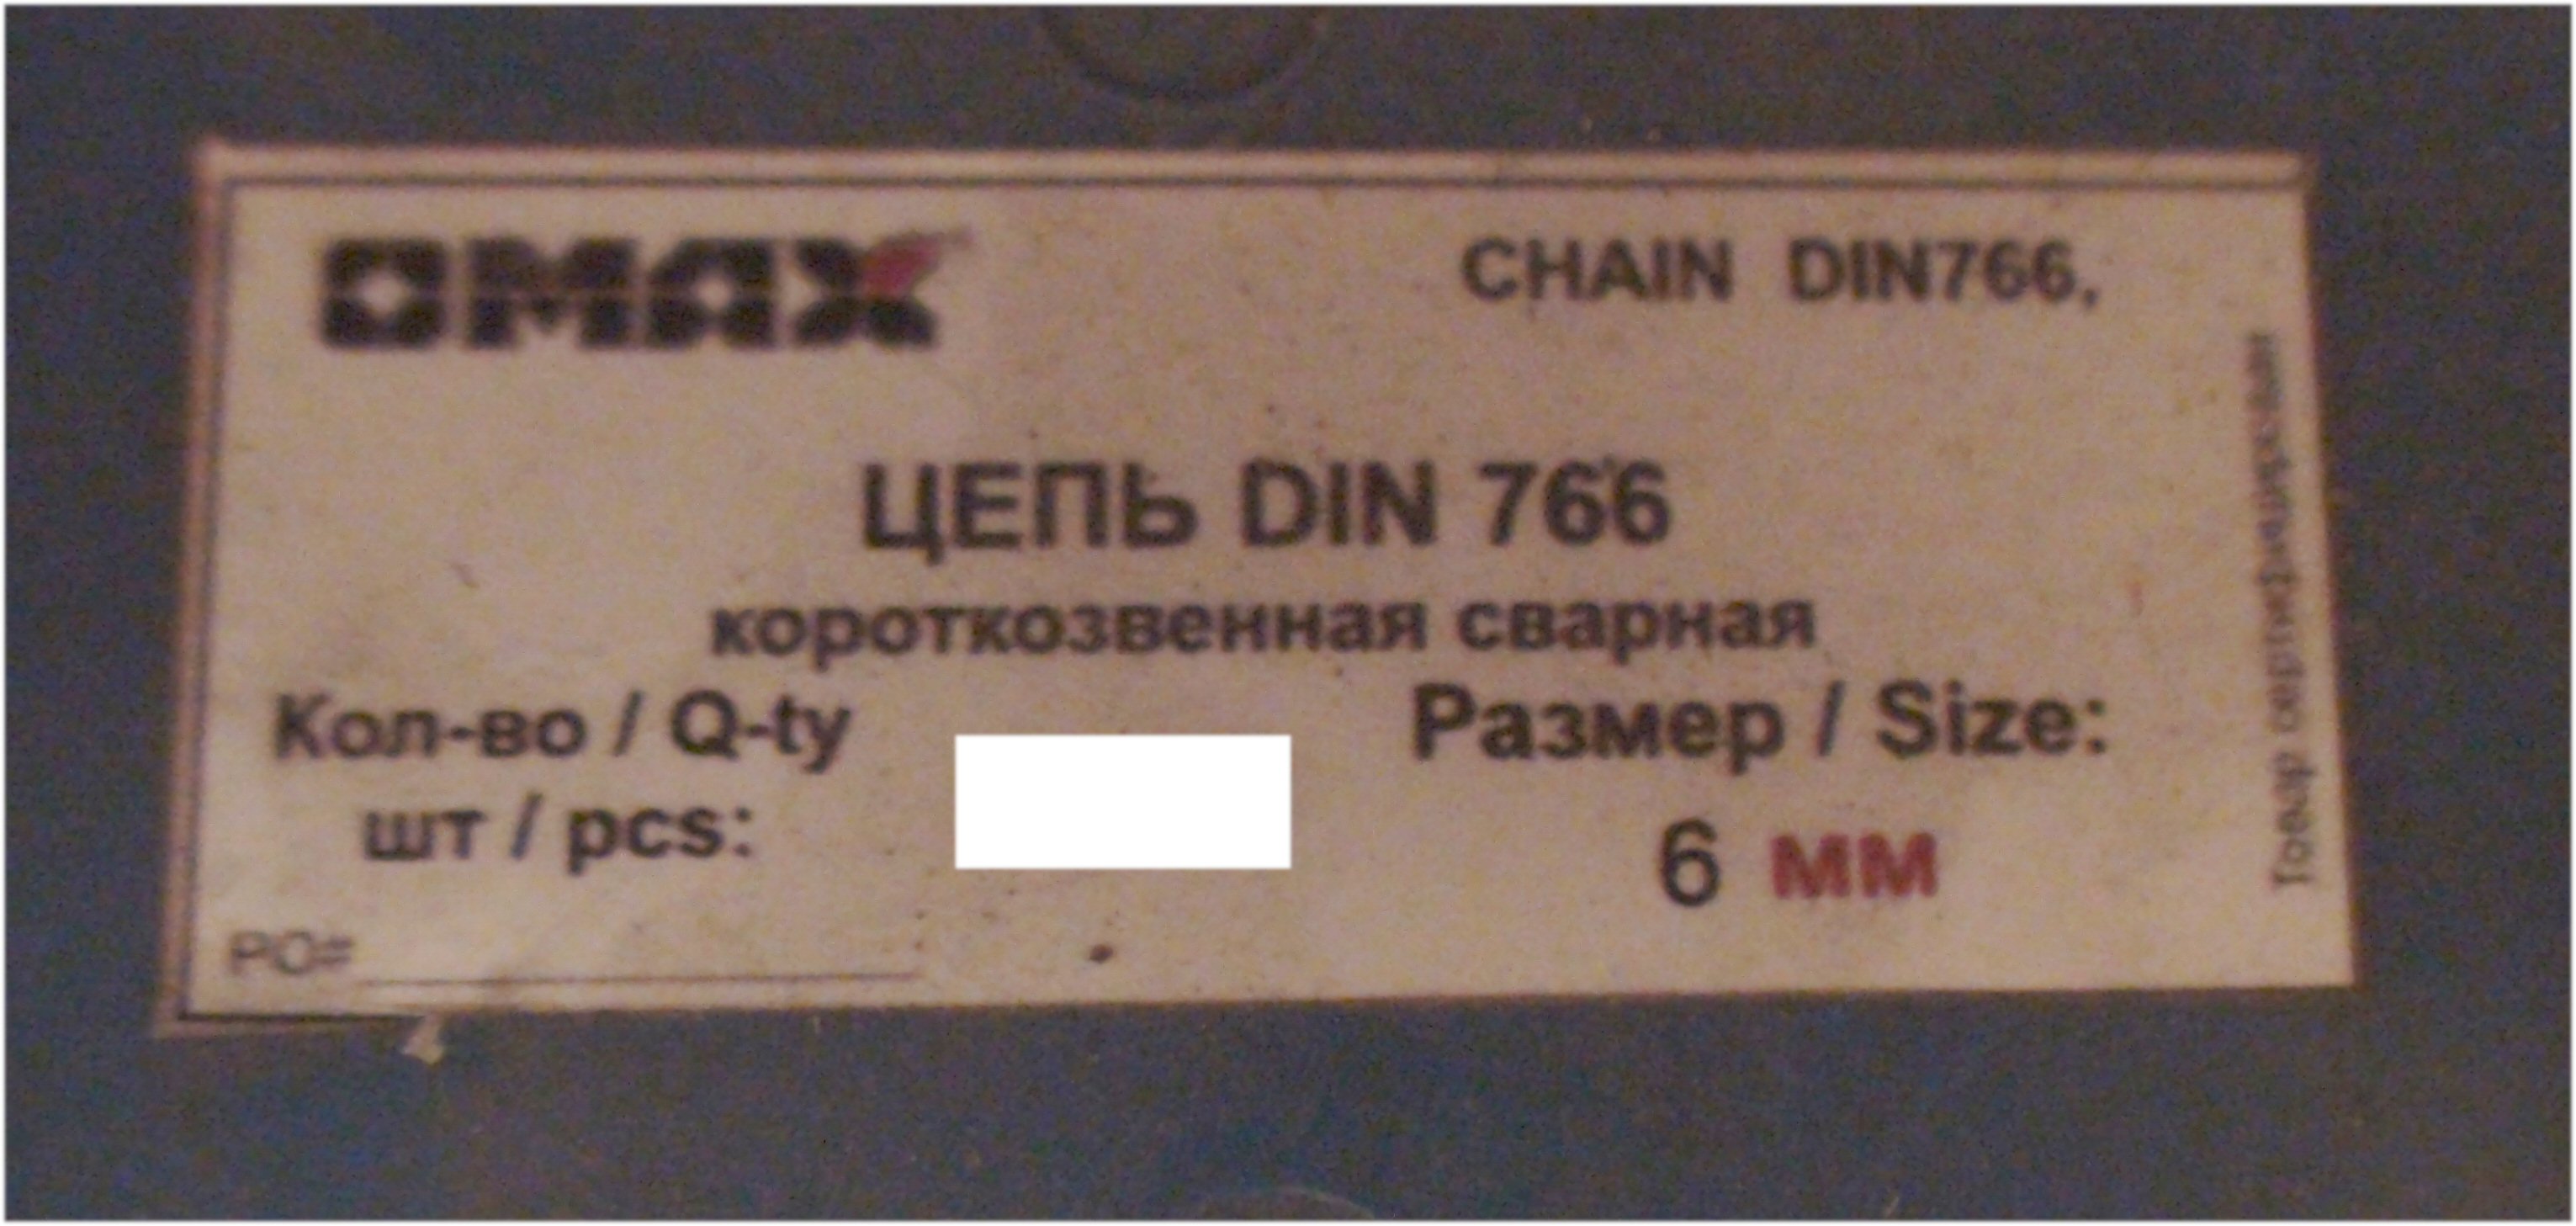 OMAX
CHAIN DIN766,
ЦЕПЬ DIN 766
короткозвенная сварная
Кол-во / Q-ty
шт / pcs:
Размер / Size:
6 мм
PO#
Товар сертифицирован